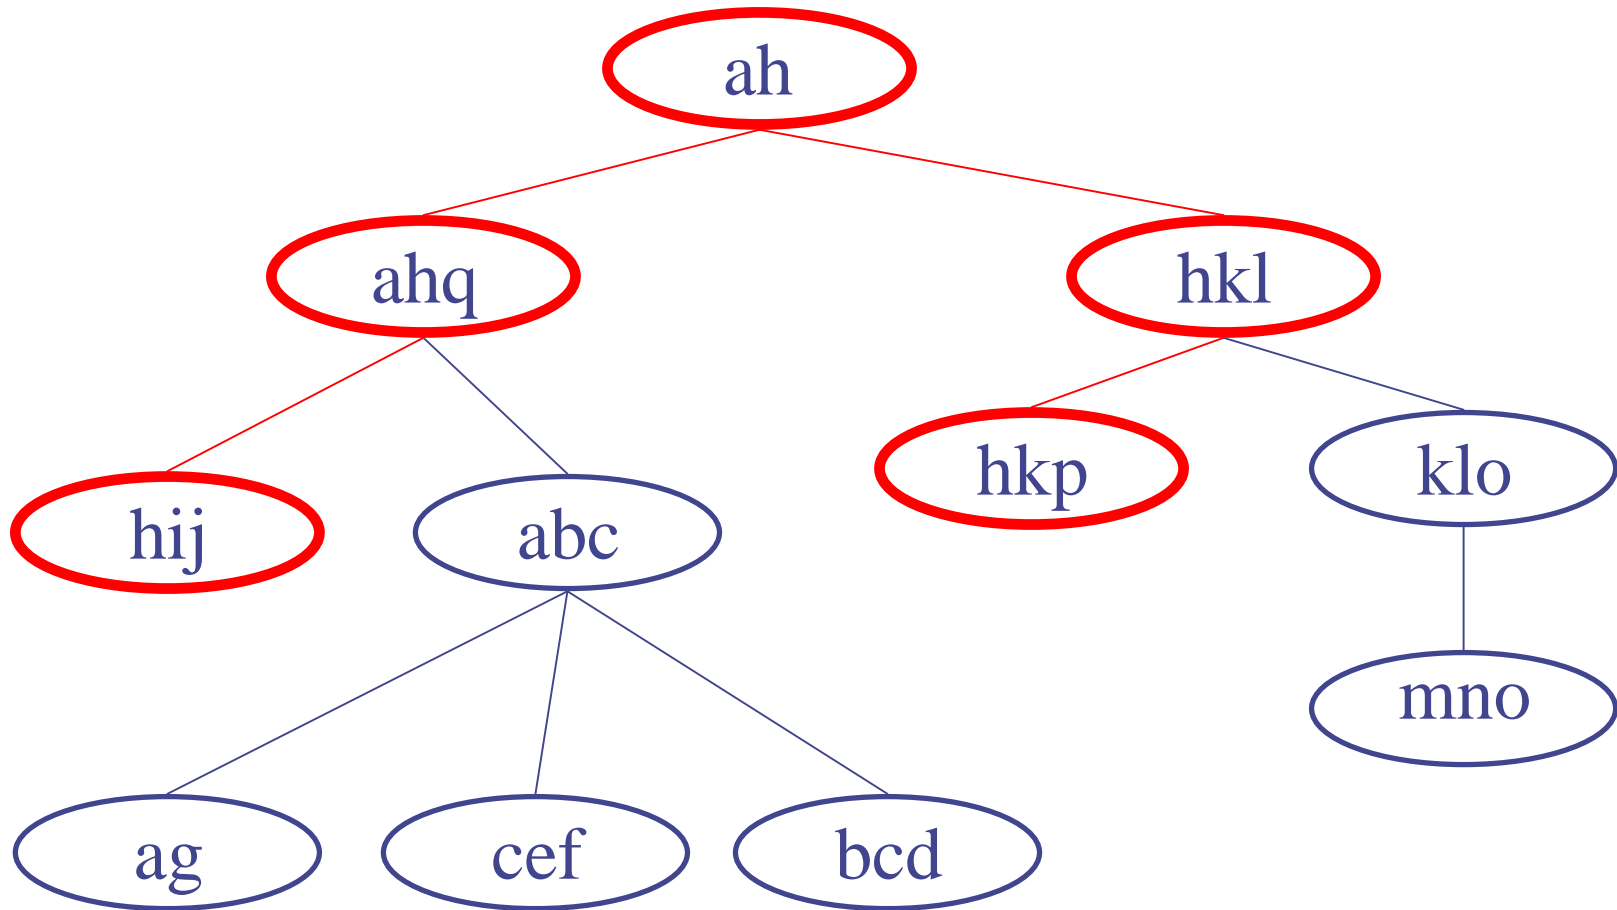 ah
ahq
hkl
hkp
klo
hij
abc
mno
ag
cef
bcd